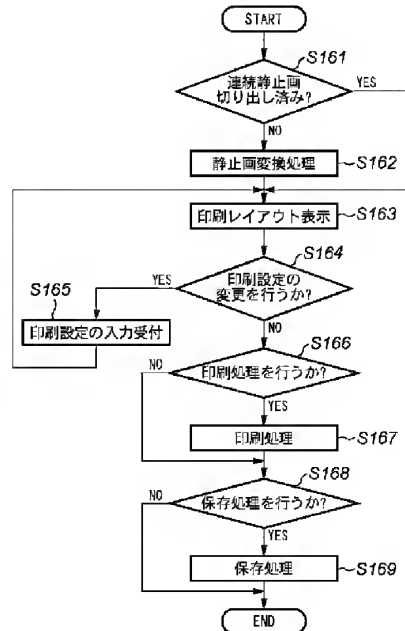 START
S161
連続静止画
切り出し済み?
YES
NO
静止画変換処理
S162
印刷レイアウト表示
S163
S164
印刷設定の
変更を行うか?
YES
S165
印刷設定の入力受付
NO
S166
印刷処理を行うか?
NO
YES
印刷処理
S167
S168
保存処理を行うか?
NO
YES
保存処理
S169
END